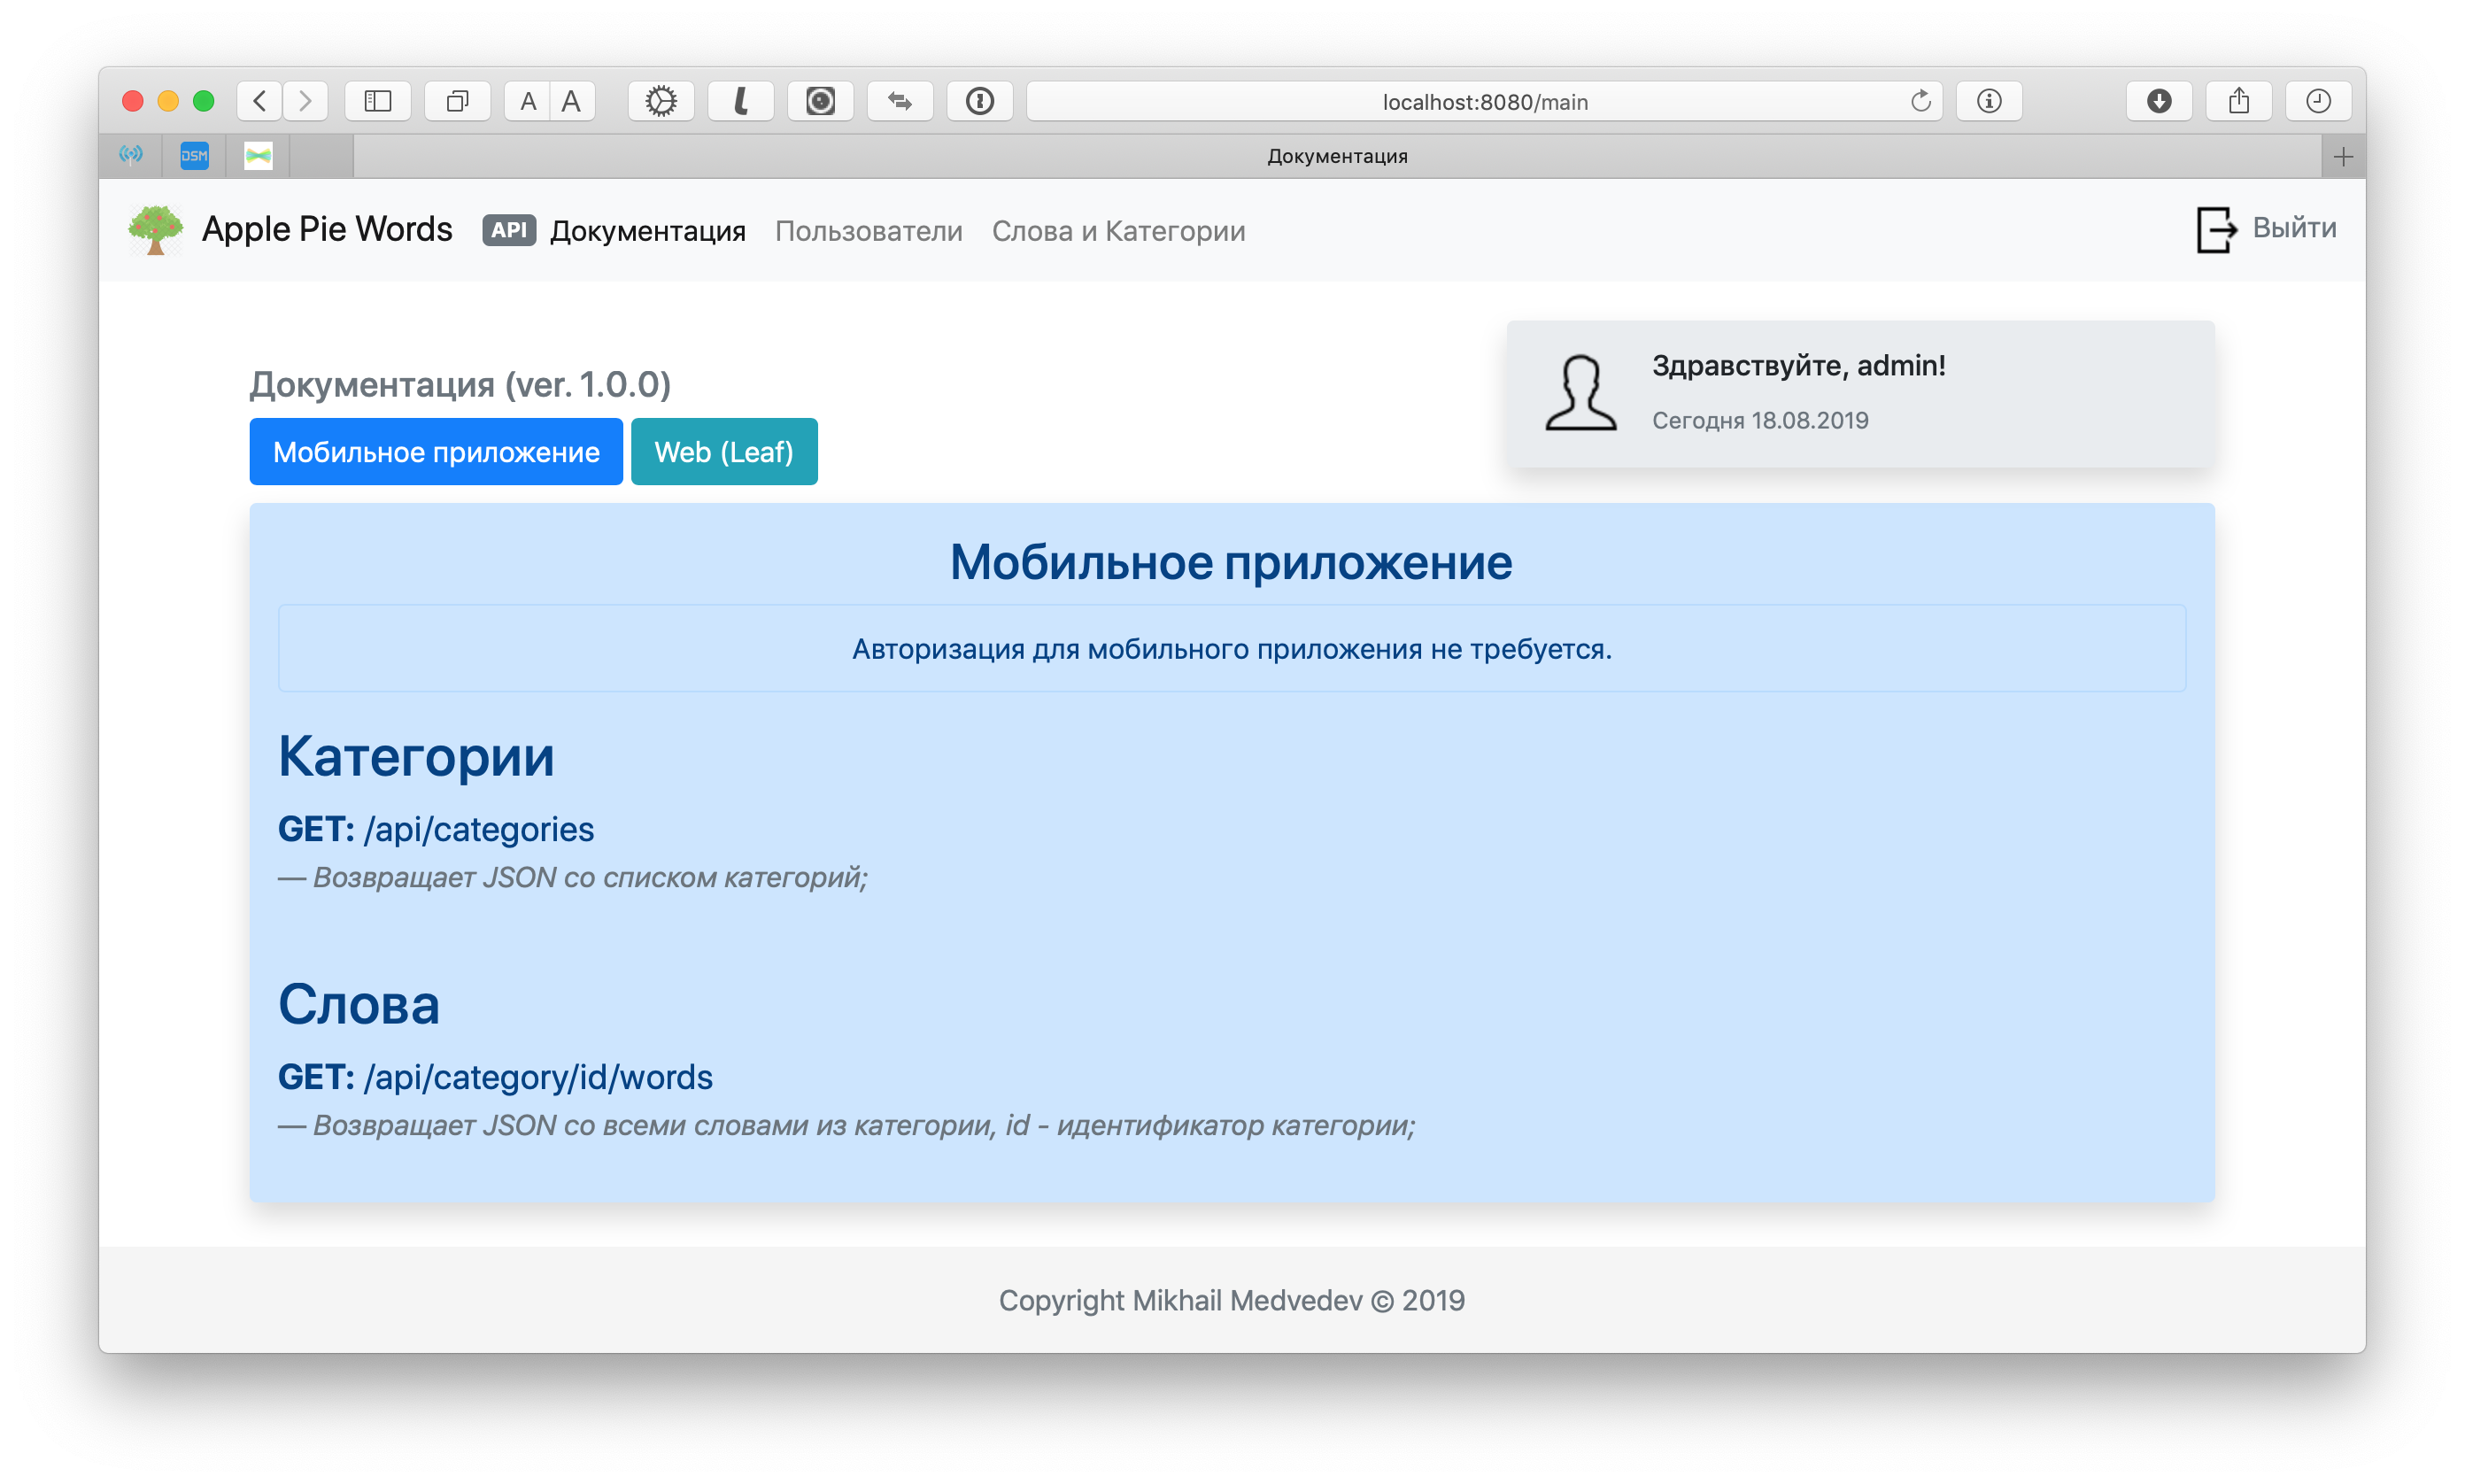 A A
localhost:8080/main
DSM
Документация
Apple Pie Words API Документация Пользователи Слова и Категории Выйти
Здравствуйте, admin!
Сегодня 18.08.2019
Документация (ver. 1.0.0)
Мобильное приложение Web (Leaf)
Мобильное приложение
Авторизация для мобильного приложения не требуется.
Категории
GET: /api/categories
— Возвращает JSON со списком категорий;
Слова
GET: /api/category/id/words
— Возвращает JSON со всеми словами из категории, id - идентификатор категории;
Copyright Mikhail Medvedev © 2019